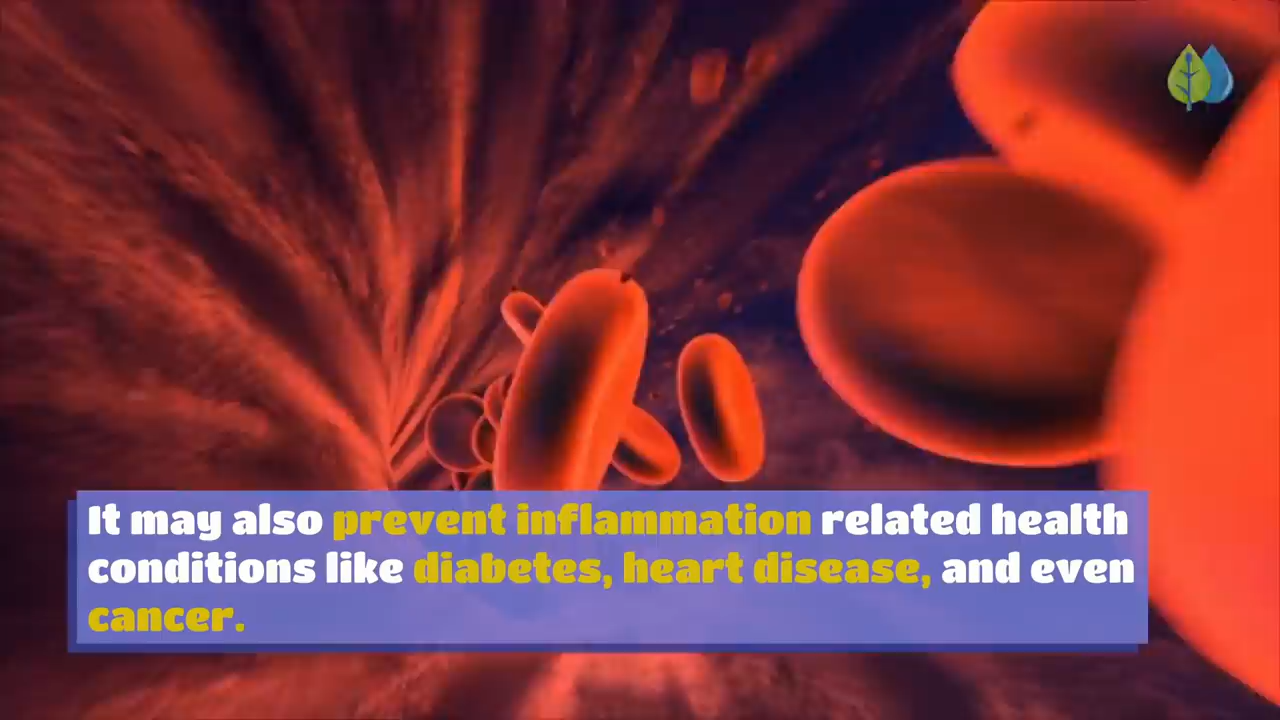 It may also prevent inflammation related health
conditions like diabetes, heart disease, and even
cancer.